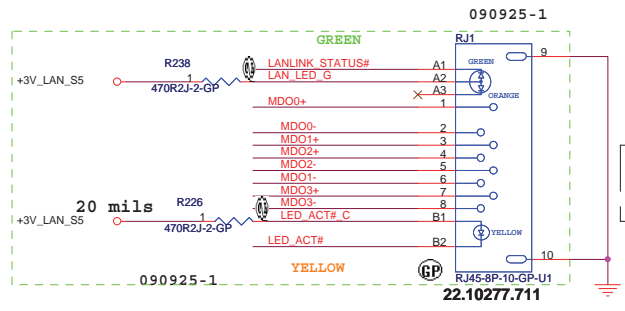 090925-1
GREEN
RJ1
R238
1
+3V_LAN_S5
470R2J-2-GP
LANLINK_STATUS#
LAN_LED_G
A1
A2
A3
GREEN
ORANGE
9
MDO0+
1
MDO0-
2
MDO1+
3
MDO2+
4
MDO2-
5
MDO1-
6
MDO3+
7
MDO3-
8
20 mils
R226
1
+3V_LAN_S5
470R2J-2-GP
LED_ACT#_C
B1
YELLOW
LED_ACT#
B2
10
YELLOW
GP
090925-1
RJ45-8P-10-GP-U1
22.10277.711